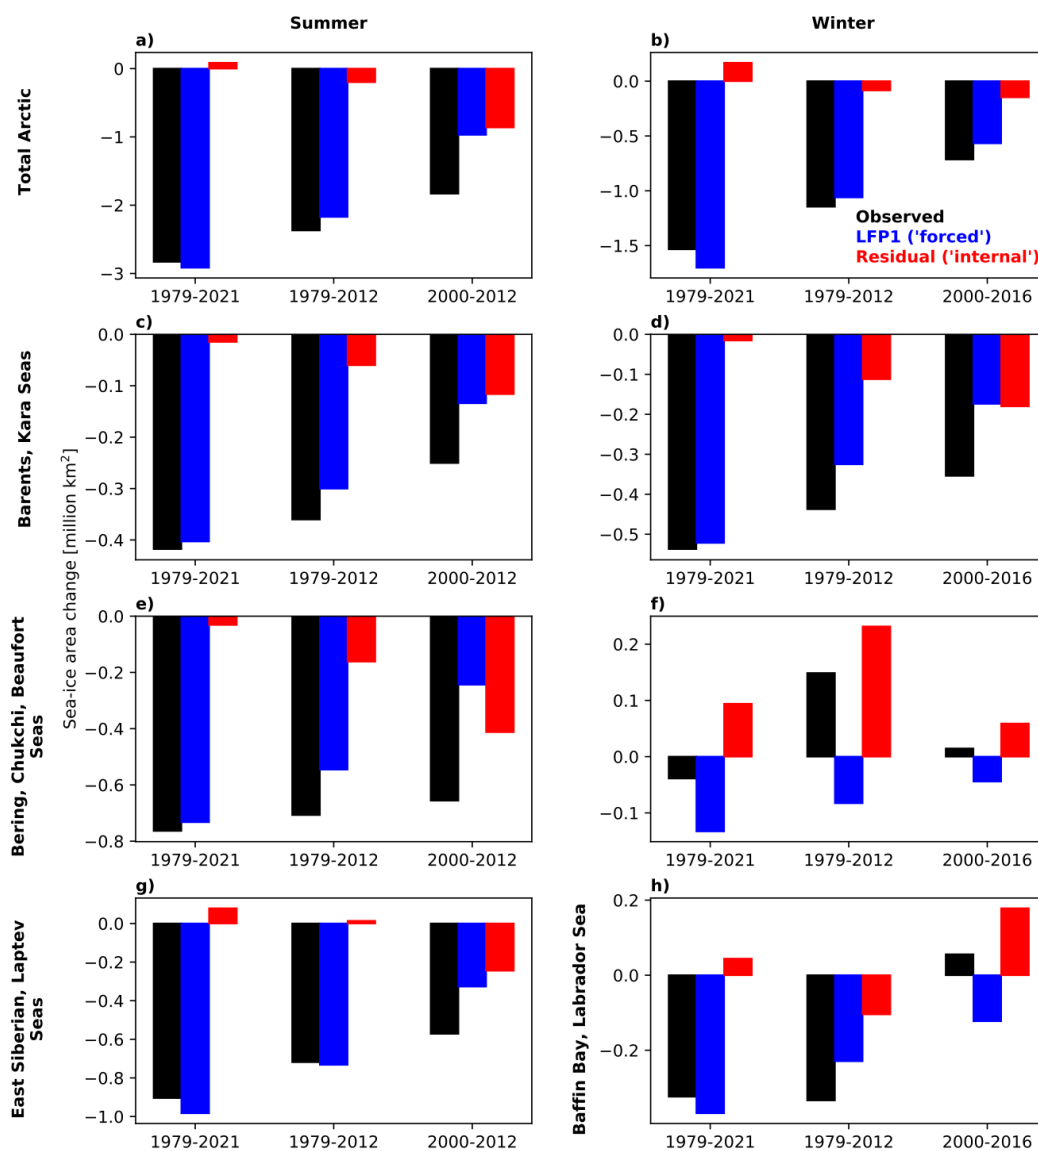 Summer
Winter
a)
b)
Total Arctic
0
−1
−2
−3
1979-2021
1979-2012
2000-2012
0.0
−0.5
−1.0
−1.5
Observed
LFP1 ('forced')
Residual ('internal')
1979-2021
1979-2012
2000-2016
c)
d)
Barents, Kara Seas
Sea-ice area change [million km²]
0.0
−0.1
−0.2
−0.3
−0.4
1979-2021
1979-2012
2000-2012
0.0
−0.1
−0.2
−0.3
−0.4
−0.5
1979-2021
1979-2012
2000-2016
e)
f)
Bering, Chukchi, Beaufort
Seas
0.0
−0.2
−0.4
−0.6
−0.8
1979-2021
1979-2012
2000-2012
0.2
0.1
0.0
−0.1
1979-2021
1979-2012
2000-2016
g)
h)
East Siberian, Laptev
Seas
0.0
−0.2
−0.4
−0.6
−0.8
−1.0
1979-2021
1979-2012
2000-2012
Baffin Bay, Labrador Sea
0.2
0.0
−0.2
1979-2021
1979-2012
2000-2016